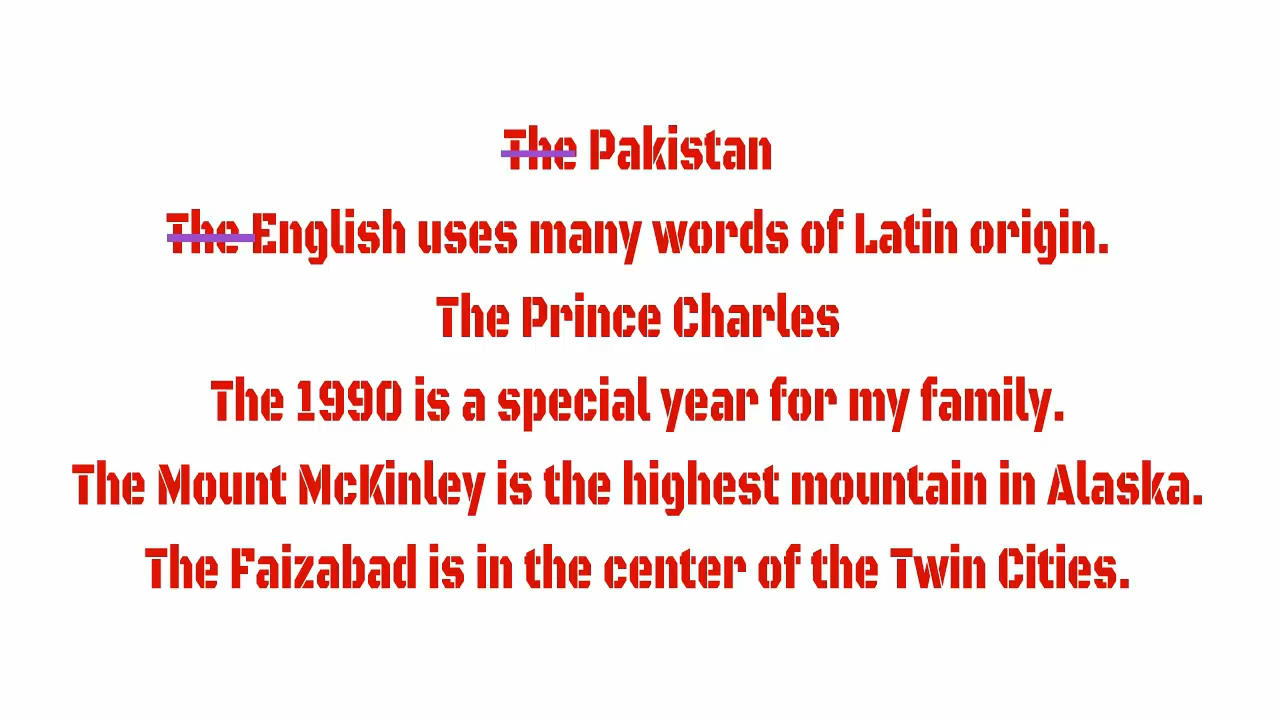 The Pakistan
The English uses many words of Latin origin.
The Prince Charles
The 1990 is a special year for my family.
The Mount McKinley is the highest mountain in Alaska.
The Faizabad is in the center of the Twin Cities.